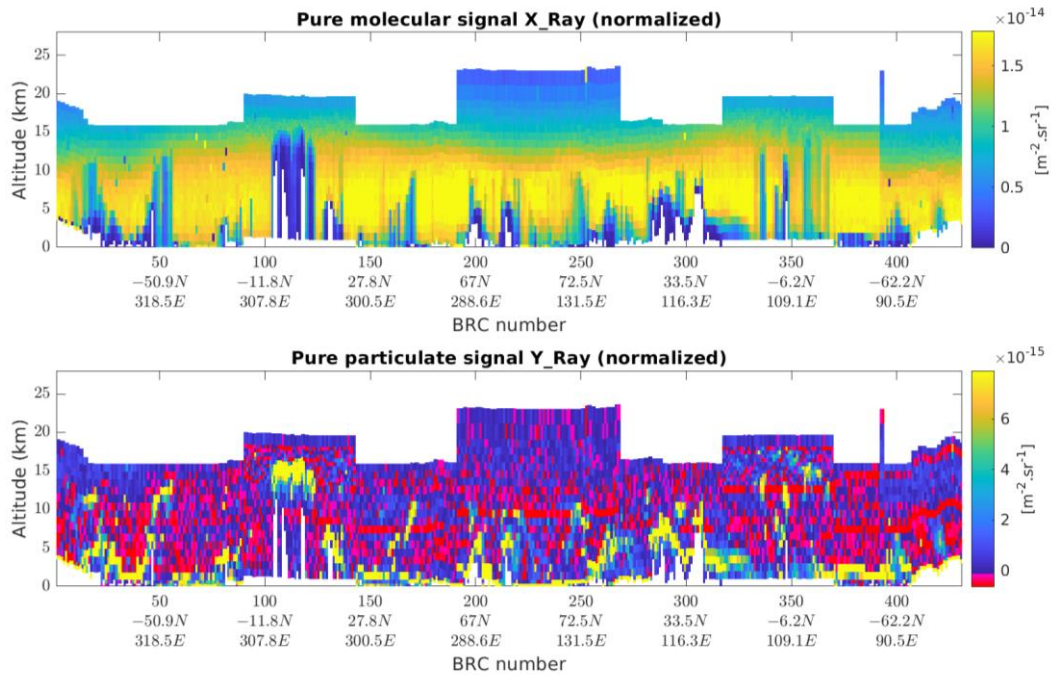 Pure molecular signal X_Ray (normalized)
×10⁻¹⁴
25
20
15
10
5
0
Altitude (km)
50 100 150 200 250 300 350 400
−50.9N −11.8N 27.8N 67N 72.5N 33.5N −6.2N −62.2N
318.5E 307.8E 300.5E 288.6E 131.5E 116.3E 109.1E 90.5E
BRC number
1.5
1
0.5
0
[m⁻².sr⁻¹]
Pure particulate signal Y_Ray (normalized)
×10⁻¹⁵
25
20
15
10
5
0
Altitude (km)
50 100 150 200 250 300 350 400
−50.9N −11.8N 27.8N 67N 72.5N 33.5N −6.2N −62.2N
318.5E 307.8E 300.5E 288.6E 131.5E 116.3E 109.1E 90.5E
BRC number
6
4
2
0
[m⁻².sr⁻¹]